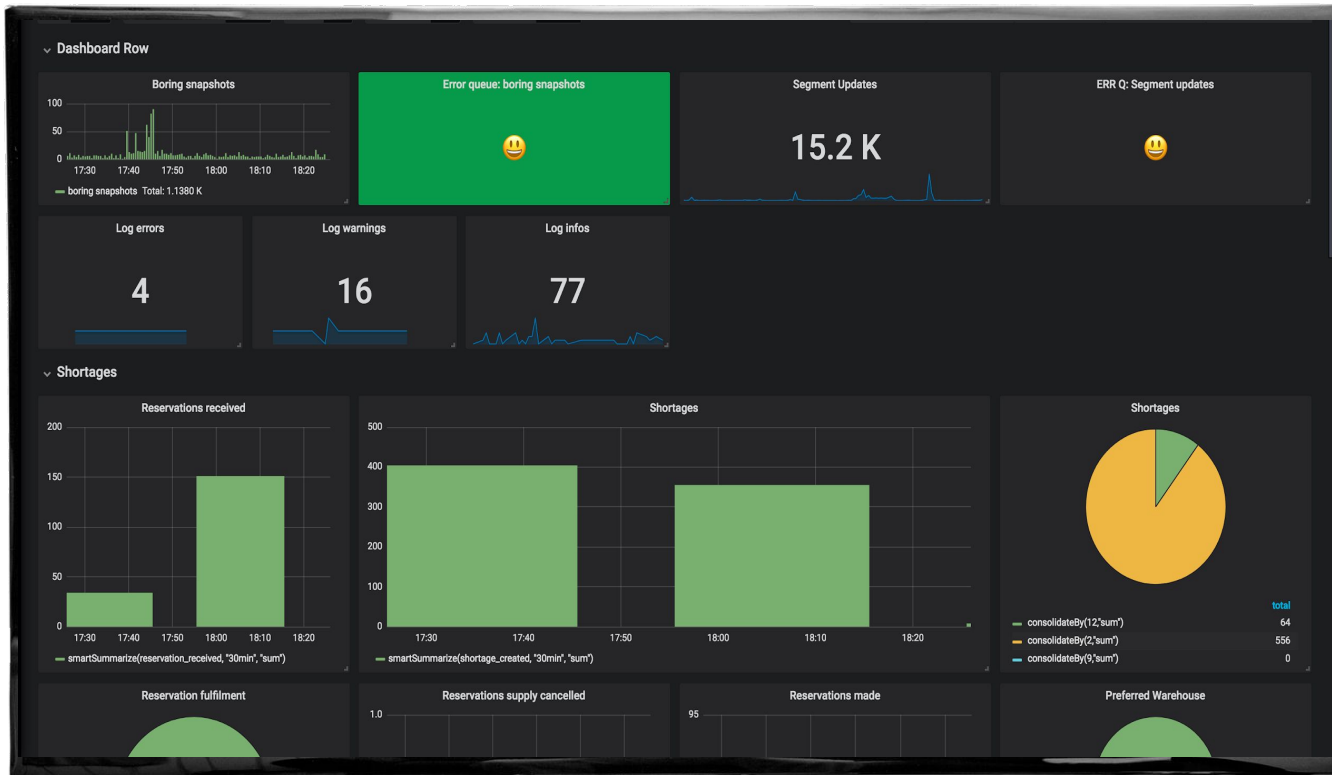 Dashboard Row
Boring snapshots
100
50
0
17:30 17:40 17:50 18:00 18:10 18:20
boring snapshots Total: 1.1380 K
Error queue: boring snapshots
Segment Updates
15.2 K
ERR Q: Segment updates
Log errors
4
Log warnings
16
Log infos
77
Shortages
Reservations received
200
150
100
50
0
17:30 17:40 17:50 18:00 18:10 18:20
smartSummarize(reservation_received, "30min", "sum")
Shortages
500
400
300
200
100
0
17:30 17:40 17:50 18:00 18:10 18:20
smartSummarize(shortage_created, "30min", "sum")
Shortages
total
consolidateBy(12,"sum") 64
consolidateBy(2,"sum") 556
consolidateBy(9,"sum") 0
Reservation fulfilment
Reservations supply cancelled
1.0
Reservations made
95
Preferred Warehouse